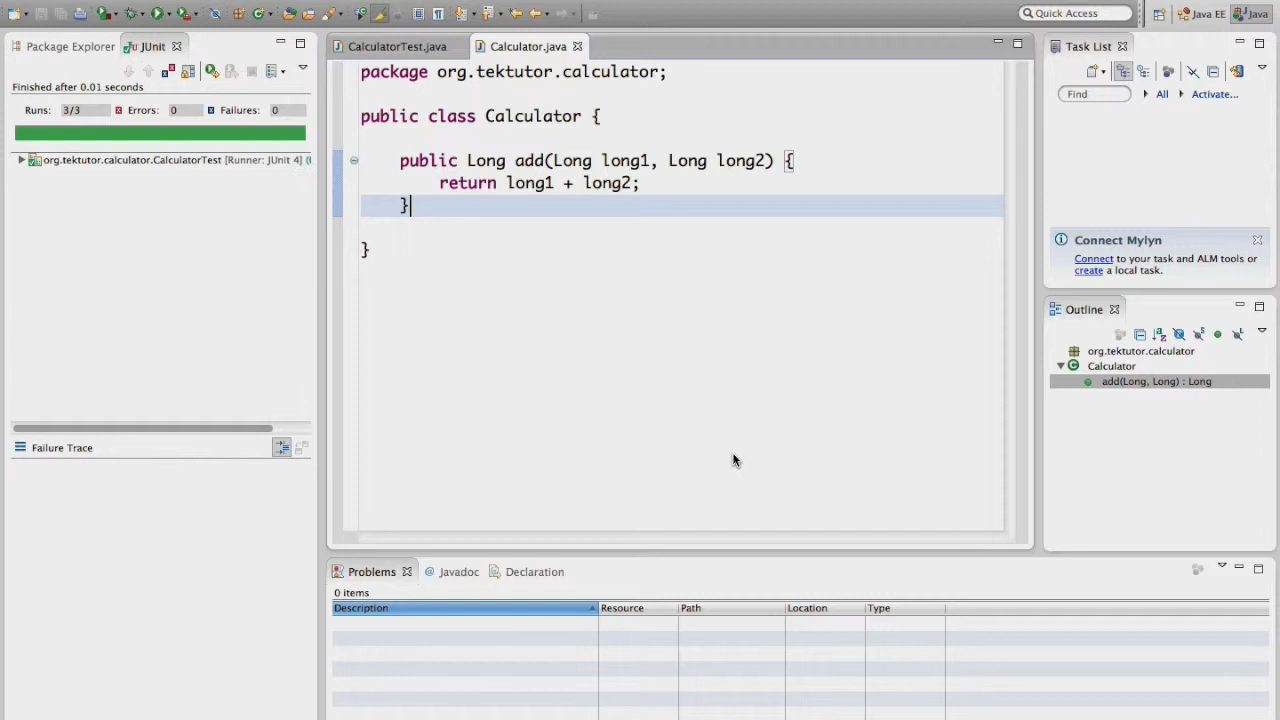 Quick Access
Java EE
Java
Package Explorer
JUnit
Finished after 0.01 seconds
Runs: 3/3
Errors: 0
Failures: 0
org.tektutor.calculator.CalculatorTest [Runner: JUnit 4] (
Failure Trace
CalculatorTest.java
Calculator.java
package org.tektutor.calculator;
public class Calculator {
public Long add(Long long1, Long long2) {
return long1 + long2;
}
}
Task List
Find
All
Activate...
Connect Mylyn
Connect to your task and ALM tools or
create a local task.
Outline
org.tektutor.calculator
Calculator
add(Long, Long) : Long
Problems
@ Javadoc
Declaration
0 items
Description
Resource
Path
Location
Type